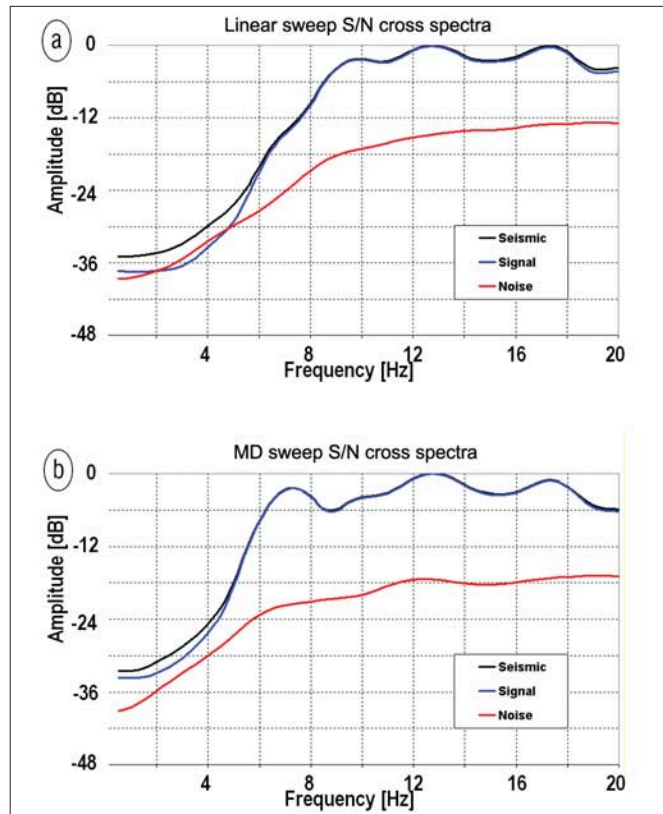 a
Linear sweep S/N cross spectra
Amplitude [dB]
0
-12
-24
-36
-48
Seismic
Signal
Noise
4
8
12
16
20
Frequency [Hz]
b
MD sweep S/N cross spectra
Amplitude [dB]
0
-12
-24
-36
-48
Seismic
Signal
Noise
4
8
12
16
20
Frequency [Hz]